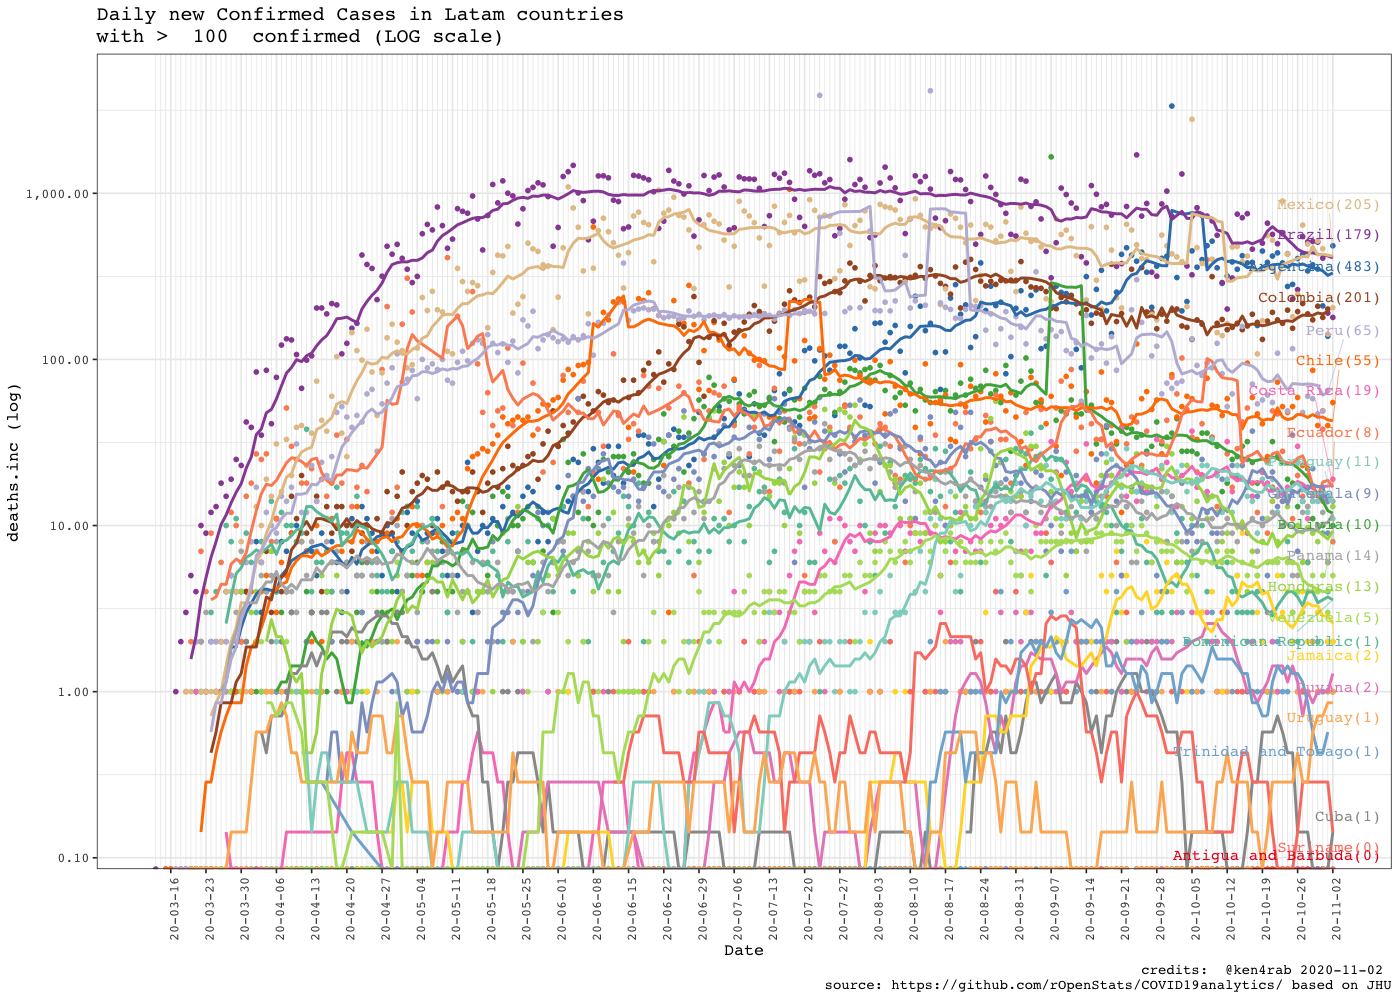 Daily new Confirmed Cases in Latam countries
with >  100  confirmed (LOG scale)
deaths.inc (log)
1,000.00
100.00
10.00
1.00
0.10
Mexico(205)
Brazil(179)
Argentina(483)
Colombia(201)
Peru(65)
Chile(55)
Costa Rica(19)
Ecuador(8)
Paraguay(11)
Guatemala(9)
Bolivia(10)
Panama(14)
Honduras(13)
Venezuela(5)
Dominican Republic(1)
Jamaica(2)
Guyana(2)
Uruguay(1)
Trinidad and Tobago(1)
Cuba(1)
Suriname(0)
Antigua and Barbuda(0)
20-03-16
20-03-23
20-03-30
20-04-06
20-04-13
20-04-20
20-04-27
20-05-04
20-05-11
20-05-18
20-05-25
20-06-01
20-06-08
20-06-15
20-06-22
20-06-29
20-07-06
20-07-13
20-07-20
20-07-27
20-08-03
20-08-10
20-08-17
20-08-24
20-08-31
20-09-07
20-09-14
20-09-21
20-09-28
20-10-05
20-10-12
20-10-19
20-10-26
20-11-02
Date
credits:  @ken4rab 2020-11-02
source: https://github.com/rOpenStats/COVID19analytics/ based on JHU